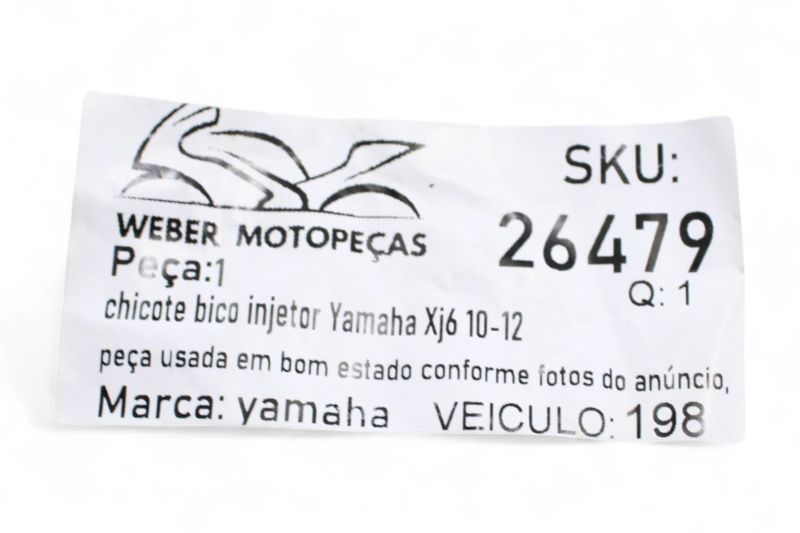 WEBER MOTOPEÇAS
SKU:
26479
Peça:1
Q: 1
chicote bico injetor Yamaha Xj6 10-12
peça usada em bom estado conforme fotos do anúncio,
Marca: yamaha VEICULO: 198